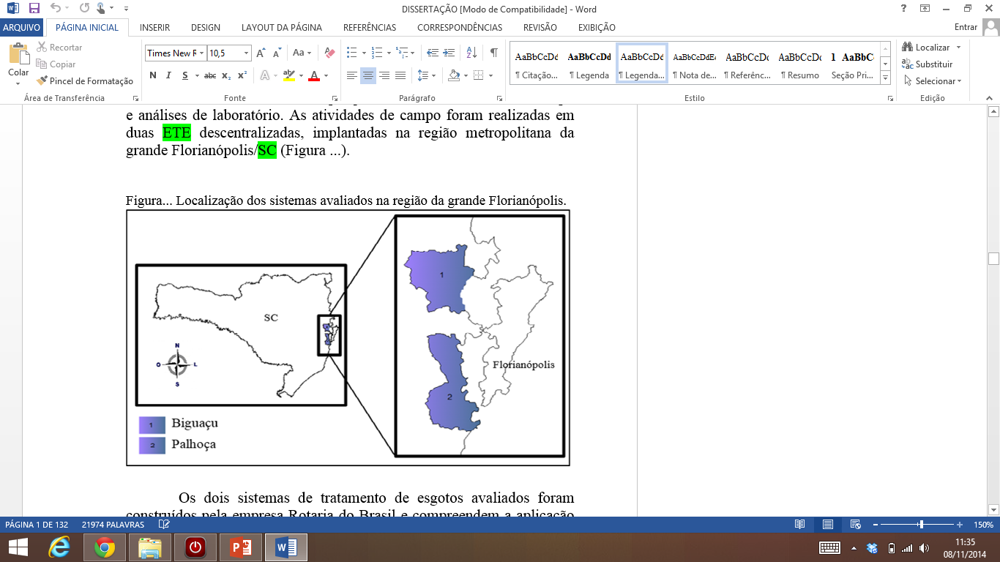 DISSERTAÇÃO [Modo de Compatibilidade] - Word
ARQUIVO PÁGINA INICIAL INSERIR DESIGN LAYOUT DA PÁGINA REFERÊNCIAS CORRESPONDÊNCIAS REVISÃO EXIBIÇÃO Entrar
Colar
Recortar
Copiar
Pincel de Formatação
Área de Transferência
Times New R 10,5
Aa
N I S abc x₂ x² A ab A
Fonte
Parágrafo
AaBbCcDd AaBbCcDd AaBbCcDd AaBbCcDdEe AaBbCcDd AaBbCcDd 1 AaBbC
¶ Citação... ¶ Legenda ¶ Legenda... ¶ Nota de... ¶ Referênc... ¶ Resumo Seção Pri...
Estilo
Localizar
Substituir
Selecionar
Edição
e análises de laboratório. As atividades de campo foram realizadas em
duas ETE descentralizadas, implantadas na região metropolitana da
grande Florianópolis/SC (Figura ...).
Figura... Localização dos sistemas avaliados na região da grande Florianópolis.
SC
N
O L
S
1 Biguaçu
2 Palhoça
1
Florianópolis
2
Os dois sistemas de tratamento de esgotos avaliados foram
construídos pela empresa Rotaria do Brasil e compreendem a aplicação
PÁGINA 1 DE 132 21974 PALAVRAS 150%
11:35
08/11/2014